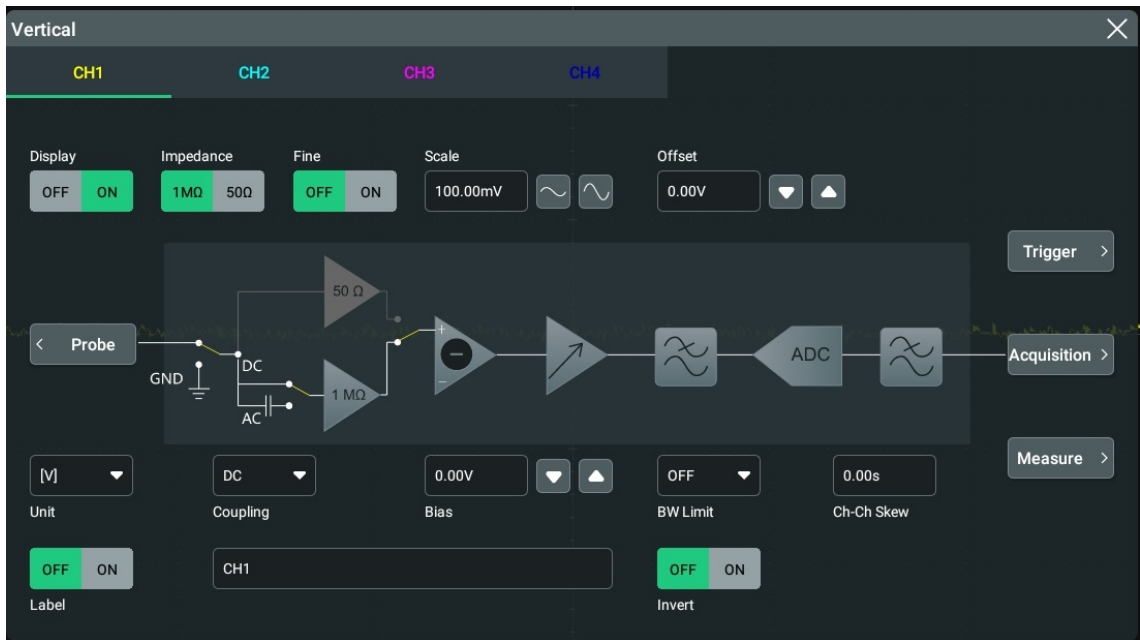 Vertical
CH1 CH2 CH3 CH4
Display Impedance Fine Scale Offset
OFF ON 1MΩ 50Ω OFF ON 100.00mV 0.00V
Trigger >
50 Ω
+
< Probe ADC Acquisition >
DC
GND
−
1 MΩ
AC
Measure >
[V] DC 0.00V OFF 0.00s
Unit Coupling Bias BW Limit Ch-Ch Skew
OFF ON CH1 OFF ON
Label Invert